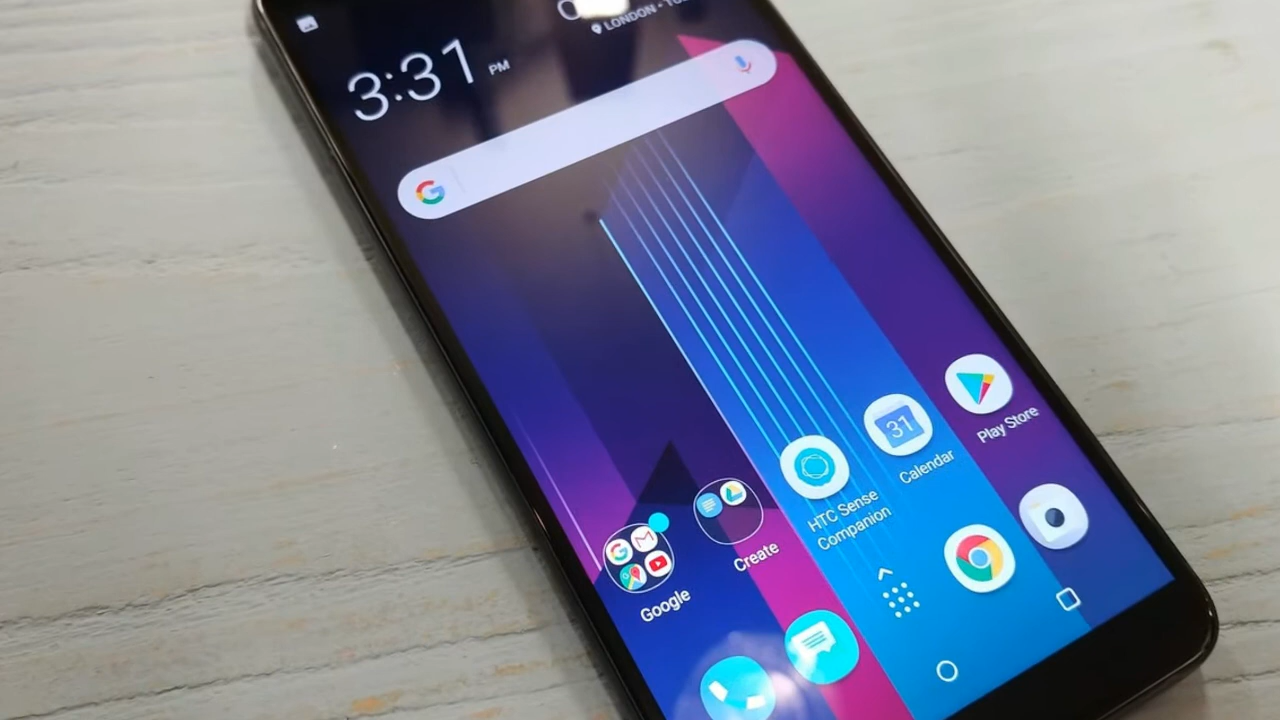 3:31 PM
LONDON
G
31
Play Store
Calendar
HTC Sense
Companion
Create
Google